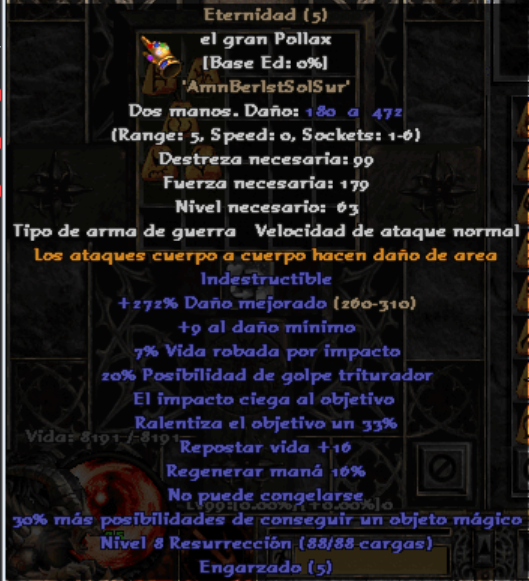 Eternidad (5)
el gran Pollax
[Base Ed: 0%]
'AmnBerIstSolSur'
Dos manos. Daño: 180 a 472
(Range: 5, Speed: 0, Sockets: 1-6)
Destreza necesaria: 99
Fuerza necesaria: 179
Nivel necesario: 63
Tipo de arma de guerra Velocidad de ataque normal
Los ataques cuerpo a cuerpo hacen daño de area
Indestructible
+272% Daño mejorado (260-310)
+9 al daño mínimo
7% Vida robada por impacto
20% Posibilidad de golpe triturador
El impacto ciega al objetivo
Ralentiza el objetivo un 33%
Vida: 8191 / 8191
Repostar vida +16
Regenerar maná 16%
No puede congelarse
30% más posibilidades de conseguir un objeto mágico
Nivel 8 Resurrección (88/88 cargas)
Engarzado (5)